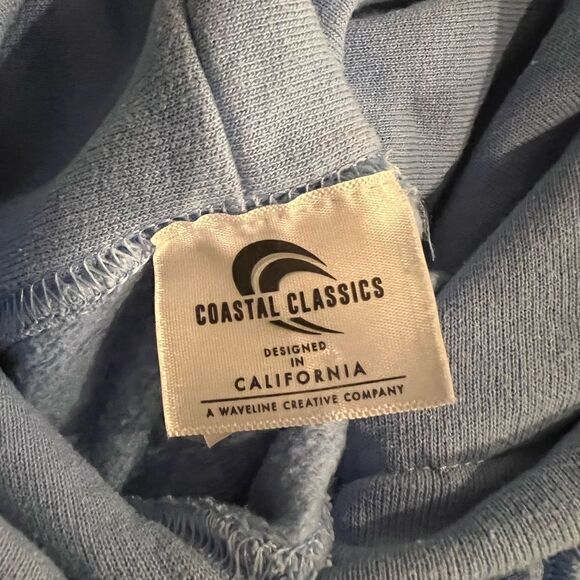 COASTAL CLASSICS
DESIGNED
IN
CALIFORNIA
A WAVELINE CREATIVE COMPANY